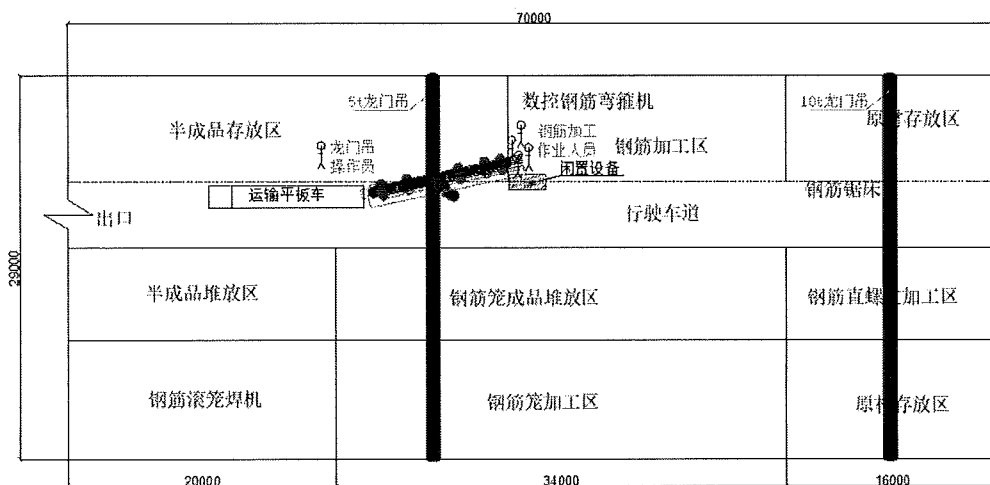 70000
5t龙门吊
数控钢筋弯箍机
10t龙门吊
半成品存放区
龙门吊
操作员
钢筋加工
作业人员
钢筋加工区
原材存放区
闲置设备
运输平板车
钢筋锯床
出口
行驶车道
29000
半成品堆放区
钢筋笼成品堆放区
钢筋直螺
加工区
钢筋滚笼焊机
钢筋笼加工区
原材存放区
20000
34000
16000